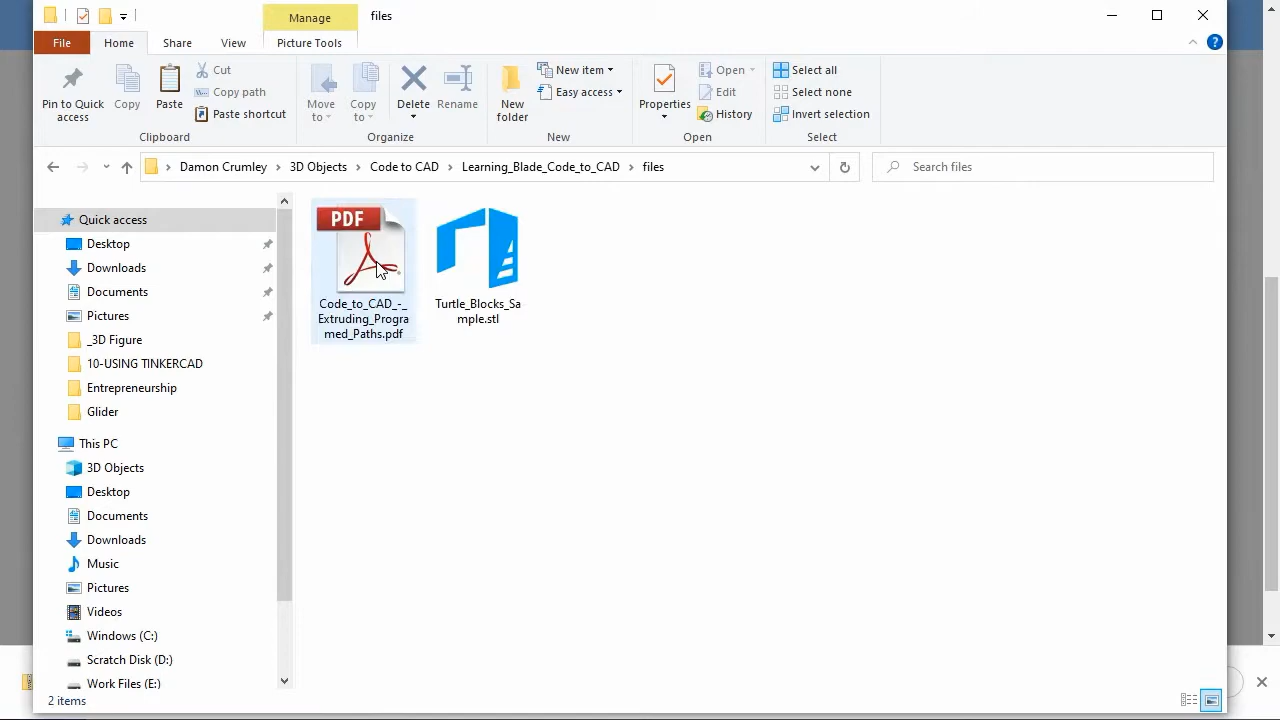 Manage
files
File
Home
Share
View
Picture Tools
Pin to Quick
access
Copy
Paste
Cut
Copy path
Paste shortcut
Clipboard
Move
to
Copy
to
Delete
Rename
Organize
New
folder
New item
Easy access
New
Properties
Open
Edit
History
Open
Select all
Select none
Invert selection
Select
Damon Crumley
3D Objects
Code to CAD
Learning_Blade_Code_to_CAD
files
Search files
Quick access
Desktop
Downloads
Documents
Pictures
_3D Figure
10-USING TINKERCAD
Entrepreneurship
Glider
This PC
3D Objects
Desktop
Documents
Downloads
Music
Pictures
Videos
Windows (C:)
Scratch Disk (D:)
Work Files (E:)
PDF
Code_to_CAD_-_
Extruding_Progra
med_Paths.pdf
Turtle_Blocks_Sa
mple.stl
2 items